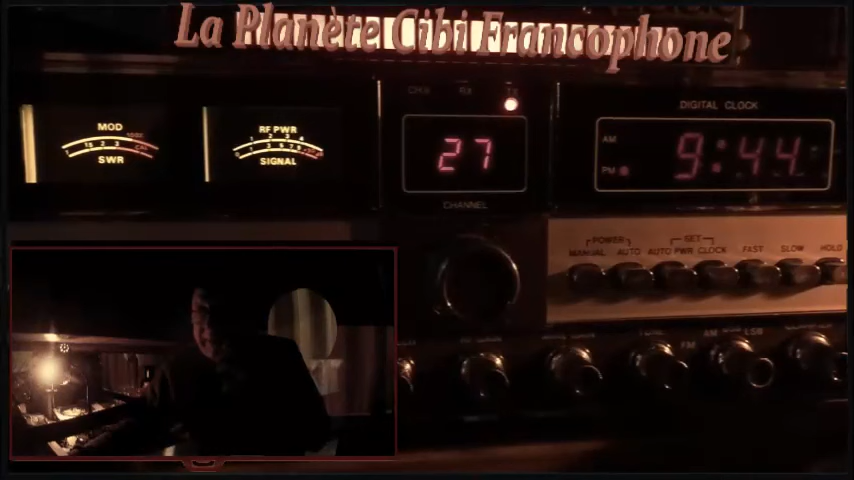 La Planète Cibi Francophone
CH9 RX TX
DIGITAL CLOCK
MOD
SWR
RF PWR
SIGNAL
27
CHANNEL
AM
PM
9:44
POWER SET
MANUAL AUTO AUTO PWR CLOCK FAST SLOW HOLD
AM LSB
FM